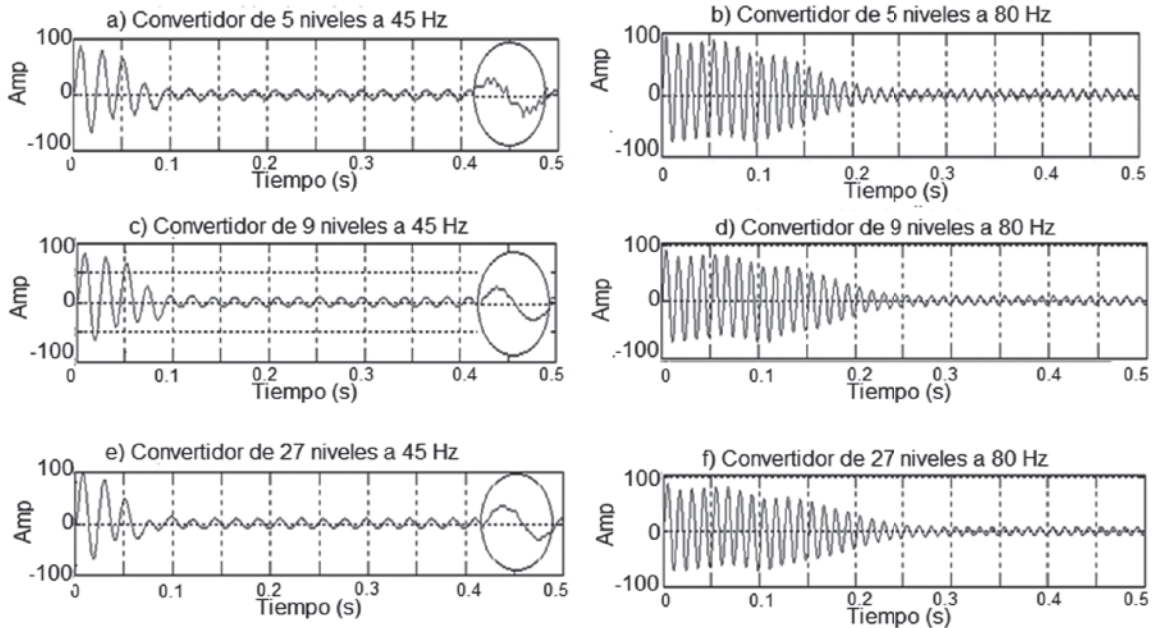 a) Convertidor de 5 niveles a 45 Hz
100
0
-100
Amp
0 0.1 0.2 0.3 0.4 0.5
Tiempo (s)
b) Convertidor de 5 niveles a 80 Hz
100
0
-100
Amp
0 0.1 0.2 0.3 0.4 0.5
Tiempo (s)
c) Convertidor de 9 niveles a 45 Hz
100
0
-100
Amp
0 0.1 0.2 0.3 0.4 0.5
Tiempo (s)
d) Convertidor de 9 niveles a 80 Hz
100
0
-100
Amp
0 0.1 0.2 0.3 0.4 0.5
Tiempo (s)
e) Convertidor de 27 niveles a 45 Hz
100
0
-100
Amp
0 0.1 0.2 0.3 0.4 0.5
Tiempo (s)
f) Convertidor de 27 niveles a 80 Hz
100
0
-100
Amp
0 0.1 0.2 0.3 0.4 0.5
Tiempo (s)